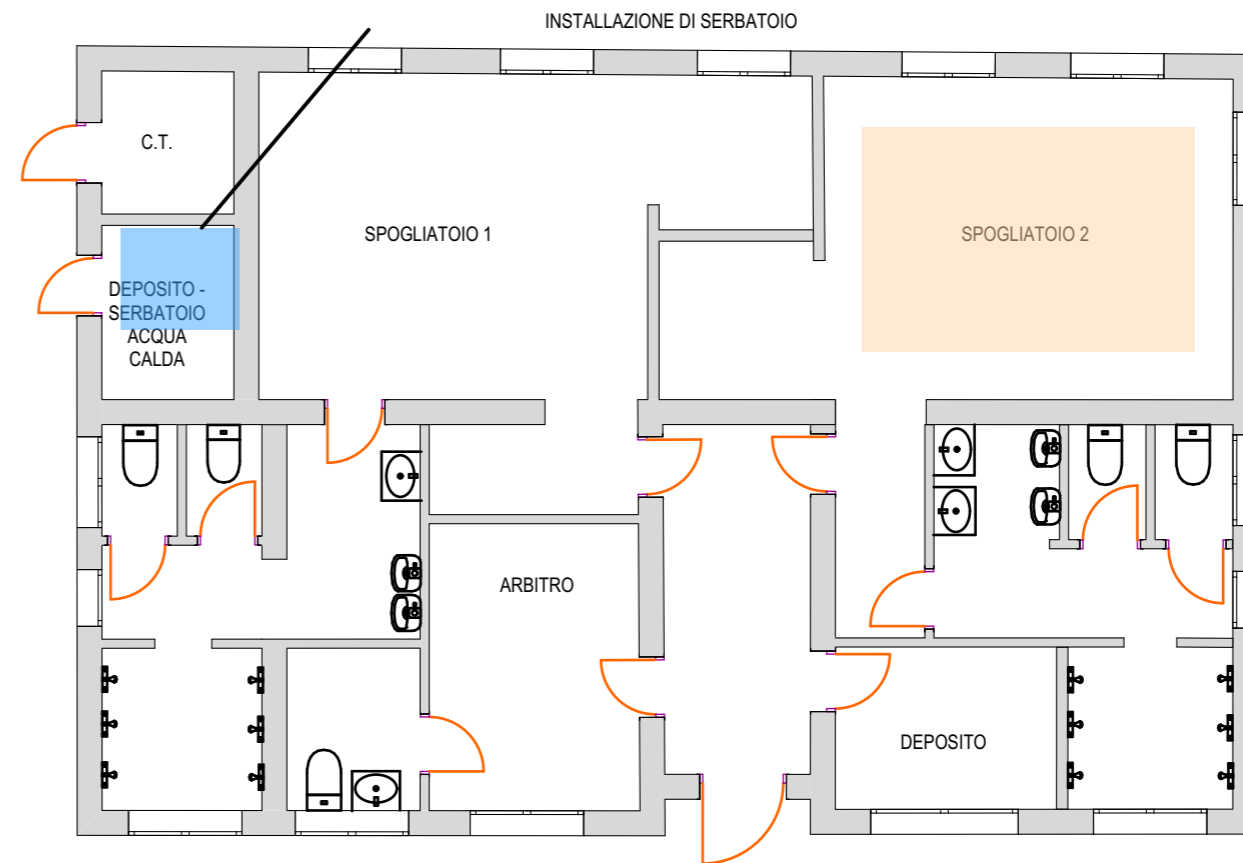 INSTALLAZIONE DI SERBATOIO
C.T.
SPOGLIATOIO 1
SPOGLIATOIO 2
DEPOSITO -
SERBATOIO
ACQUA
CALDA
ARBITRO
DEPOSITO